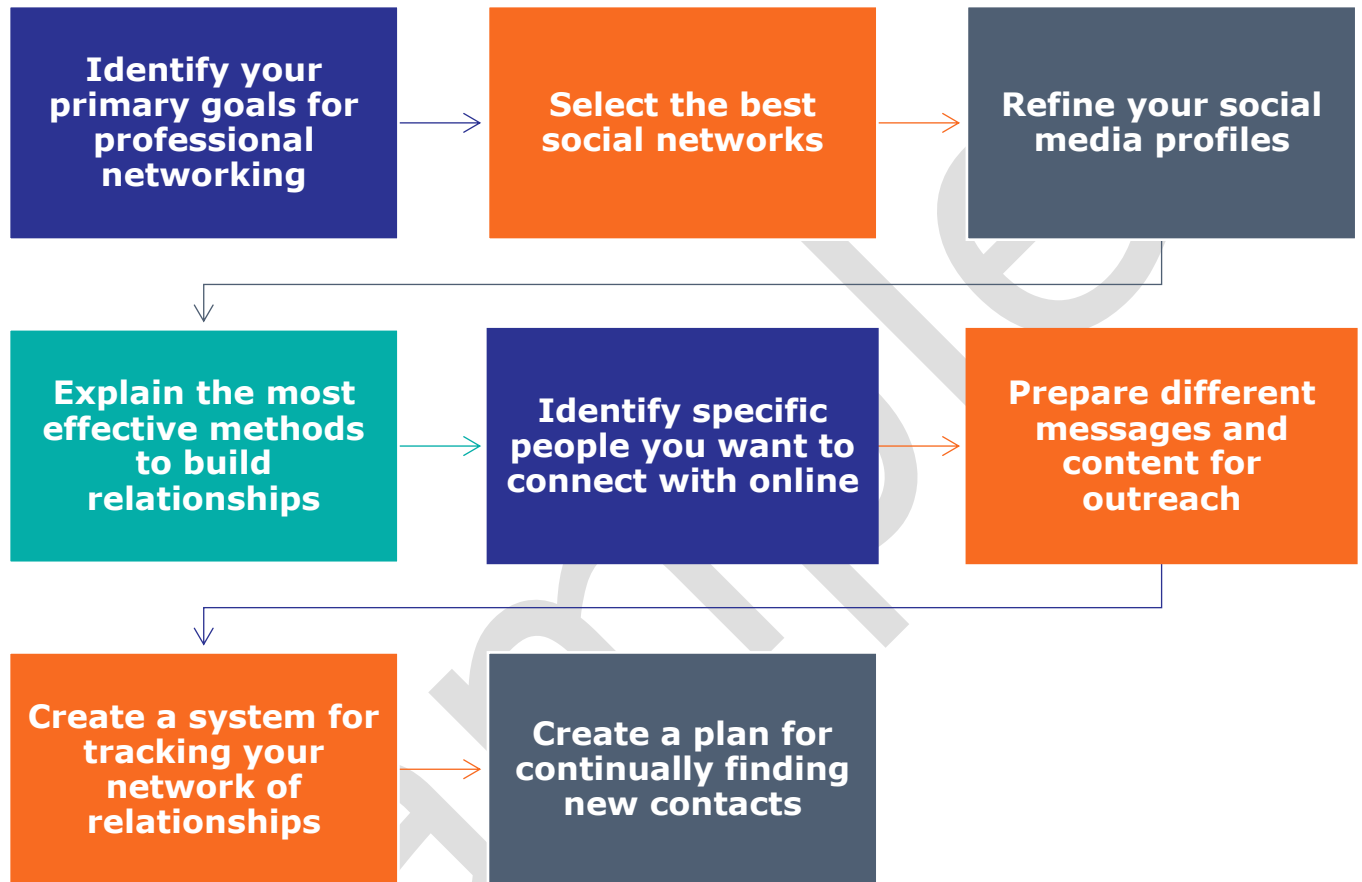 Identify your
primary goals for
professional
networking
Select the best
social networks
Refine your social
media profiles
Explain the most
effective methods
to build
relationships
Identify specific
people you want to
connect with online
Prepare different
messages and
content for
outreach
Create a system for
tracking your
network of
relationships
Create a plan for
continually finding
new contacts